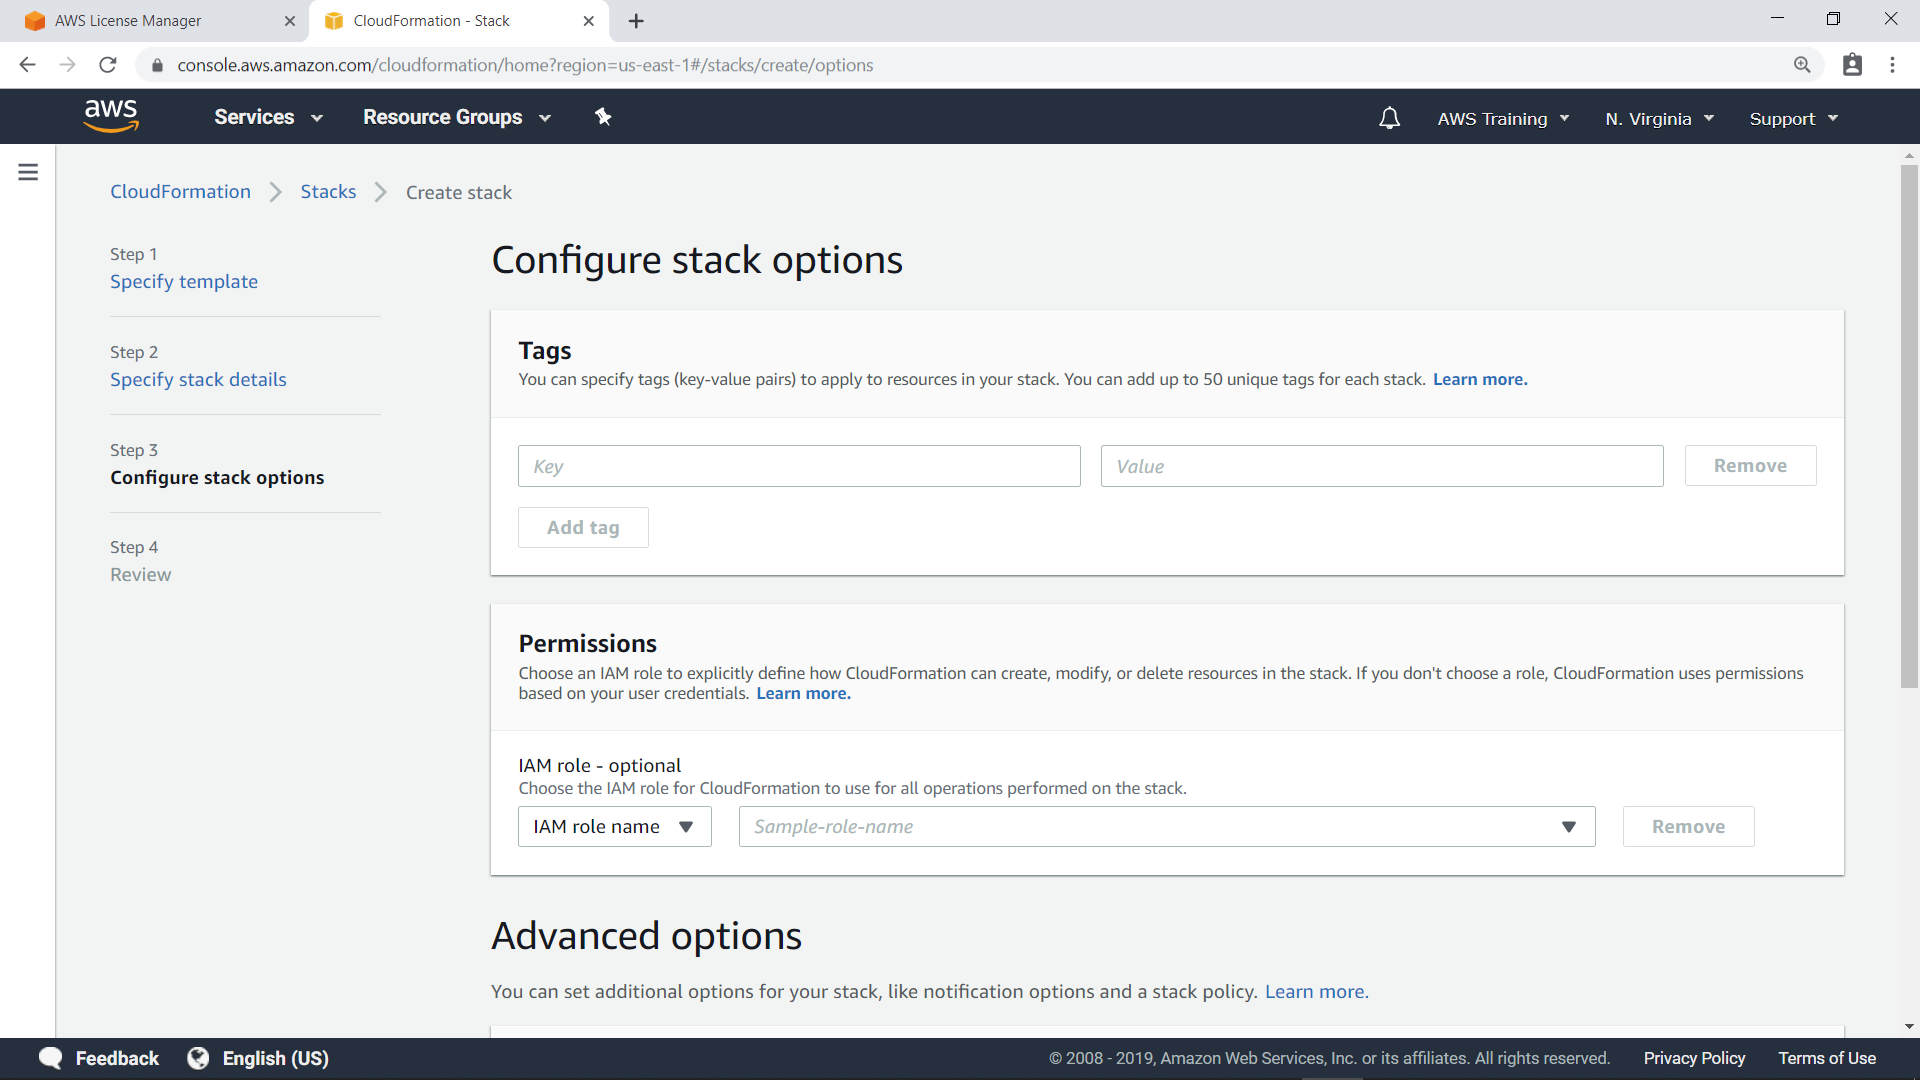 AWS License Manager
CloudFormation - Stack
console.aws.amazon.com/cloudformation/home?region=us-east-1#/stacks/create/options
aws
Services
Resource Groups
AWS Training
N. Virginia
Support
CloudFormation
Stacks
Create stack
Step 1
Specify template
Step 2
Specify stack details
Step 3
Configure stack options
Step 4
Review
Configure stack options
Tags
You can specify tags (key-value pairs) to apply to resources in your stack. You can add up to 50 unique tags for each stack. Learn more.
Key
Value
Remove
Add tag
Permissions
Choose an IAM role to explicitly define how CloudFormation can create, modify, or delete resources in the stack. If you don't choose a role, CloudFormation uses permissions
based on your user credentials. Learn more.
IAM role - optional
Choose the IAM role for CloudFormation to use for all operations performed on the stack.
IAM role name
Sample-role-name
Remove
Advanced options
You can set additional options for your stack, like notification options and a stack policy. Learn more.
Feedback
English (US)
© 2008 - 2019, Amazon Web Services, Inc. or its affiliates. All rights reserved.
Privacy Policy
Terms of Use